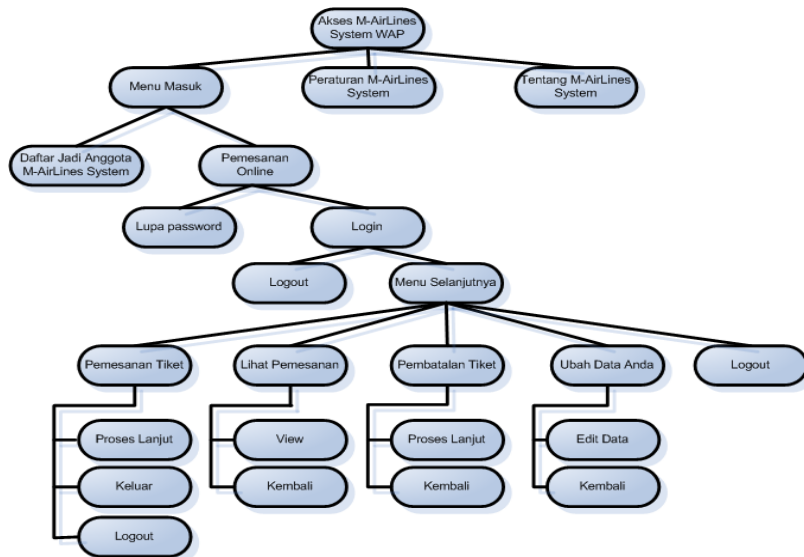 Akses M-AirLines
System WAP
Menu Masuk
Peraturan M-AirLines
System
Tentang M-AirLines
System
Daftar Jadi Anggota
M-AirLines System
Pemesanan
Online
Lupa password
Login
Logout
Menu Selanjutnya
Pemesanan Tiket
Lihat Pemesanan
Pembatalan Tiket
Ubah Data Anda
Logout
Proses Lanjut
View
Proses Lanjut
Edit Data
Keluar
Kembali
Kembali
Kembali
Logout